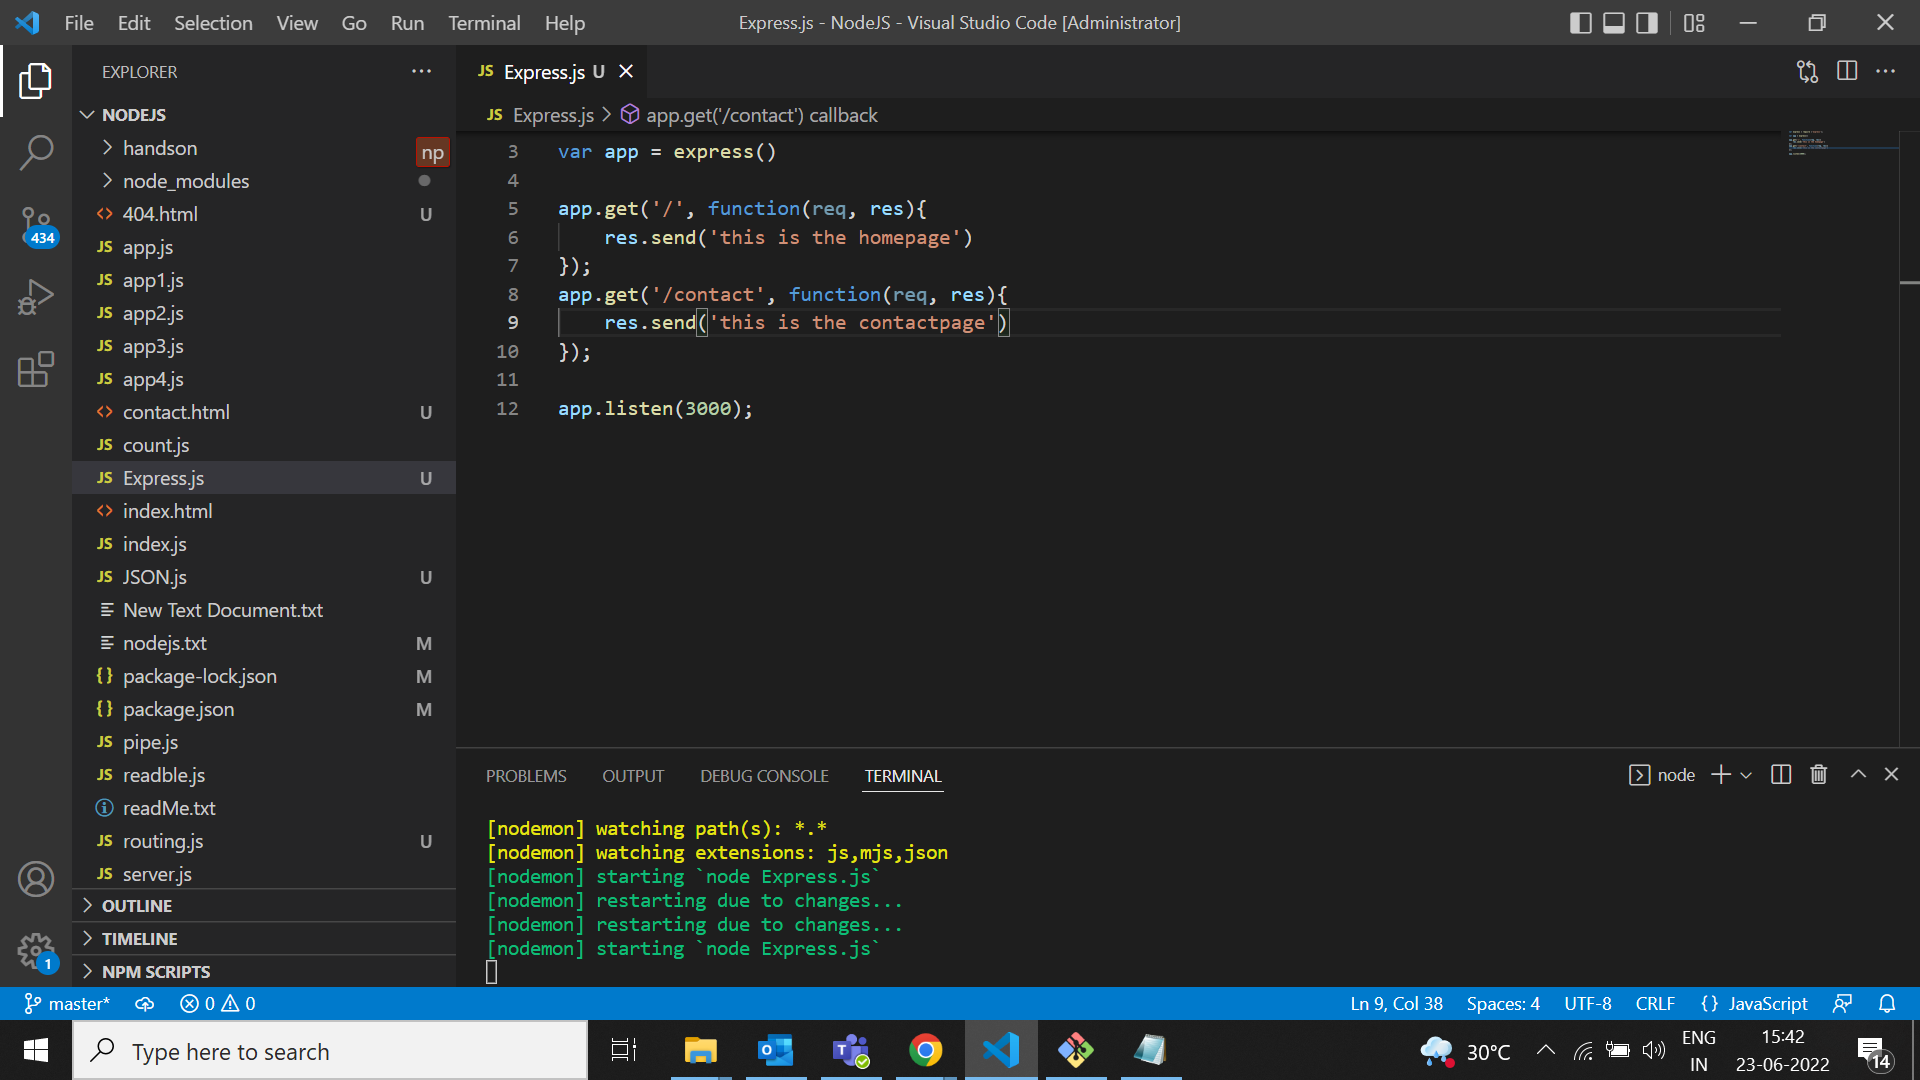 File Edit Selection View Go Run Terminal Help
Express.js - NodeJS - Visual Studio Code [Administrator]
EXPLORER
NODEJS
handson
np
node_modules
404.html U
app.js
app1.js
app2.js
app3.js
app4.js
contact.html U
count.js
Express.js U
index.html
index.js
JSON.js U
New Text Document.txt
nodejs.txt M
package-lock.json M
package.json M
pipe.js
readble.js
readMe.txt
routing.js U
server.js
OUTLINE
TIMELINE
NPM SCRIPTS
434
1
JS Express.js U
JS Express.js > app.get('/contact') callback
3 var app = express()
4
5 app.get('/', function(req, res){
6 res.send('this is the homepage')
7 });
8 app.get('/contact', function(req, res){
9 res.send('this is the contactpage')
10 });
11
12 app.listen(3000);
PROBLEMS OUTPUT DEBUG CONSOLE TERMINAL
node
[nodemon] watching path(s): *.*
[nodemon] watching extensions: js,mjs,json
[nodemon] starting `node Express.js`
[nodemon] restarting due to changes...
[nodemon] restarting due to changes...
[nodemon] starting `node Express.js`
master* 0 0
Ln 9, Col 38 Spaces: 4 UTF-8 CRLF {} JavaScript
Type here to search
30°C
ENG
IN
15:42
23-06-2022
14